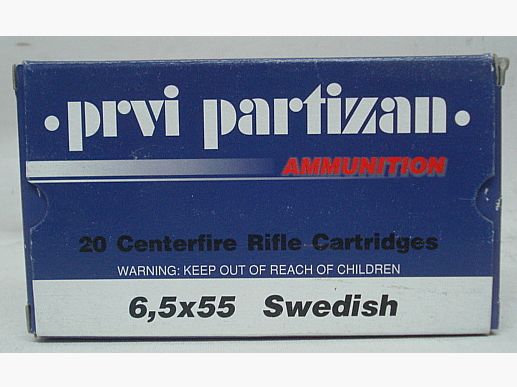 •prvi partizan•
AMMUNITION
20 Centerfire Rifle Cartridges
WARNING: KEEP OUT OF REACH OF CHILDREN
6,5x55 Swedish